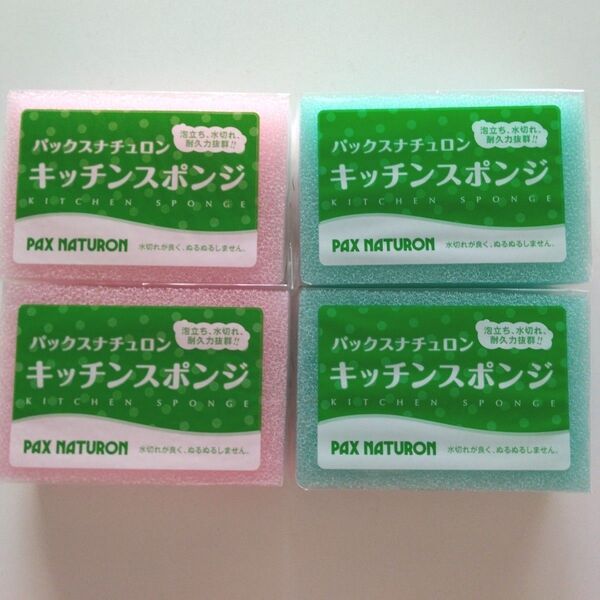 パックスナチュロン
泡立ち、水切れ、
耐久力抜群!!
キッチンスポンジ
KITCHEN SPONGE
PAX NATURON
水切れが良く、ぬるぬるしません。
パックスナチュロン
泡立ち、水切れ、
耐久力抜群!!
キッチンスポンジ
KITCHEN SPONGE
PAX NATURON
水切れが良く、ぬるぬるしません。
パックスナチュロン
泡立ち、水切れ、
耐久力抜群!!
キッチンスポンジ
KITCHEN SPONGE
PAX NATURON
水切れが良く、ぬるぬるしません。
パックスナチュロン
泡立ち、水切れ、
耐久力抜群!!
キッチンスポンジ
KITCHEN SPONGE
PAX NATURON
水切れが良く、ぬるぬるしません。